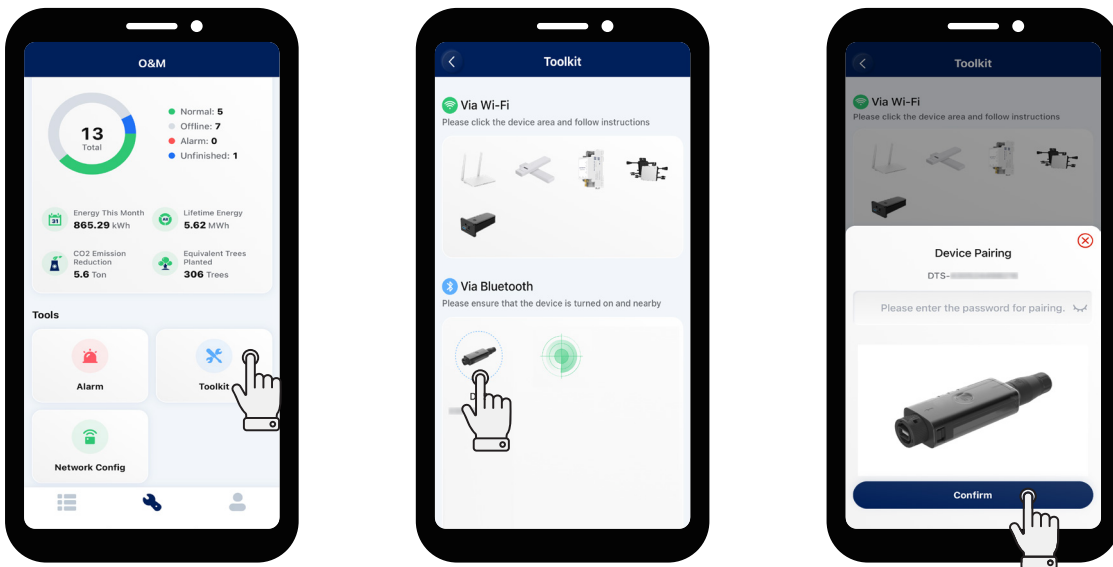 O&M
13
Total
Normal: 5
Offline: 7
Alarm: 0
Unfinished: 1
31
Energy This Month
865.29 kWh
Lifetime Energy
5.62 MWh
CO2 Emission
Reduction
5.6 Ton
Equivalent Trees
Planted
306 Trees
Tools
Alarm
Toolkit
Network Config
Toolkit
Via Wi-Fi
Please click the device area and follow instructions
Via Bluetooth
Please ensure that the device is turned on and nearby
D
Toolkit
Via Wi-Fi
Please click the device area and follow instructions
Device Pairing
DTS-
Please enter the password for pairing.
Confirm